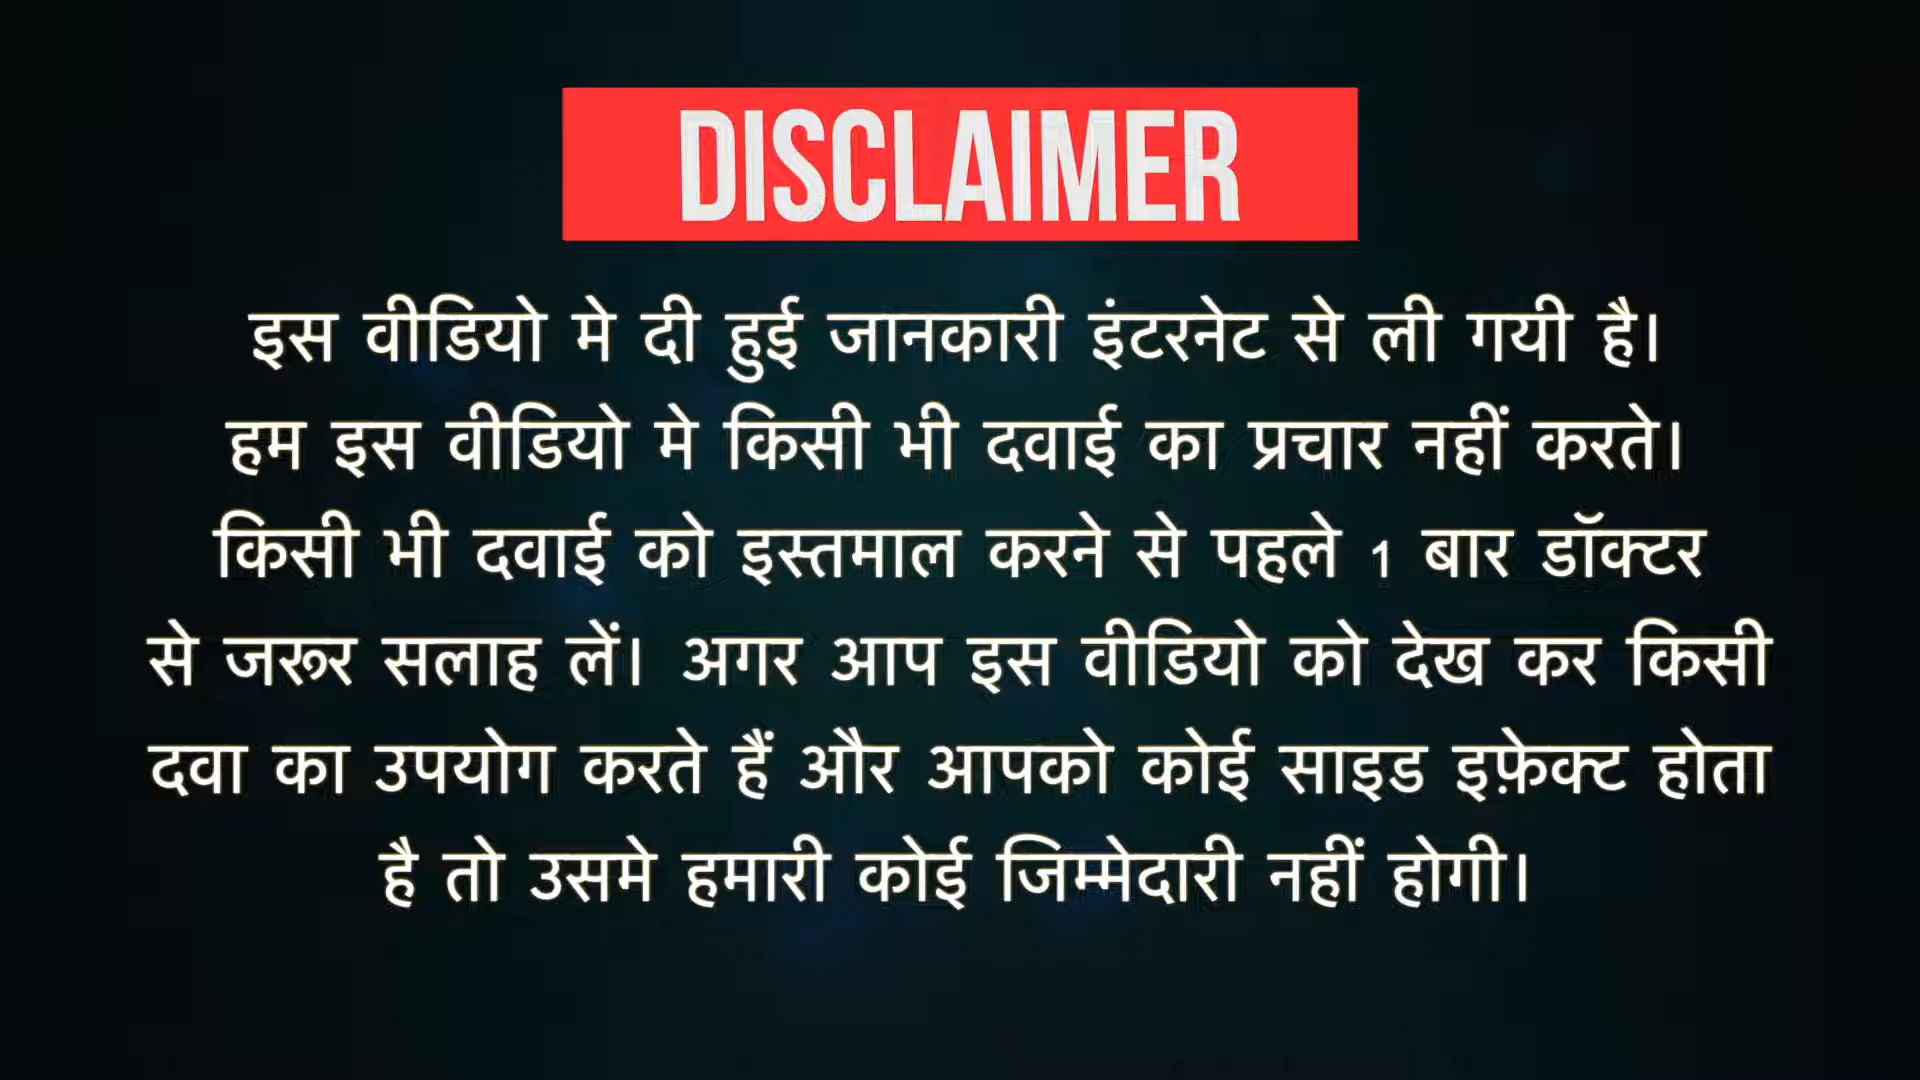 DISCLAIMER
इस वीडियो मे दी हुई जानकारी इंटरनेट से ली गयी है।
हम इस वीडियो मे किसी भी दवाई का प्रचार नहीं करते।
किसी भी दवाई को इस्तमाल करने से पहले 1 बार डॉक्टर
से जरूर सलाह लें। अगर आप इस वीडियो को देख कर किसी
दवा का उपयोग करते हैं और आपको कोई साइड इफ़ेक्ट होता
है तो उसमे हमारी कोई जिम्मेदारी नहीं होगी।